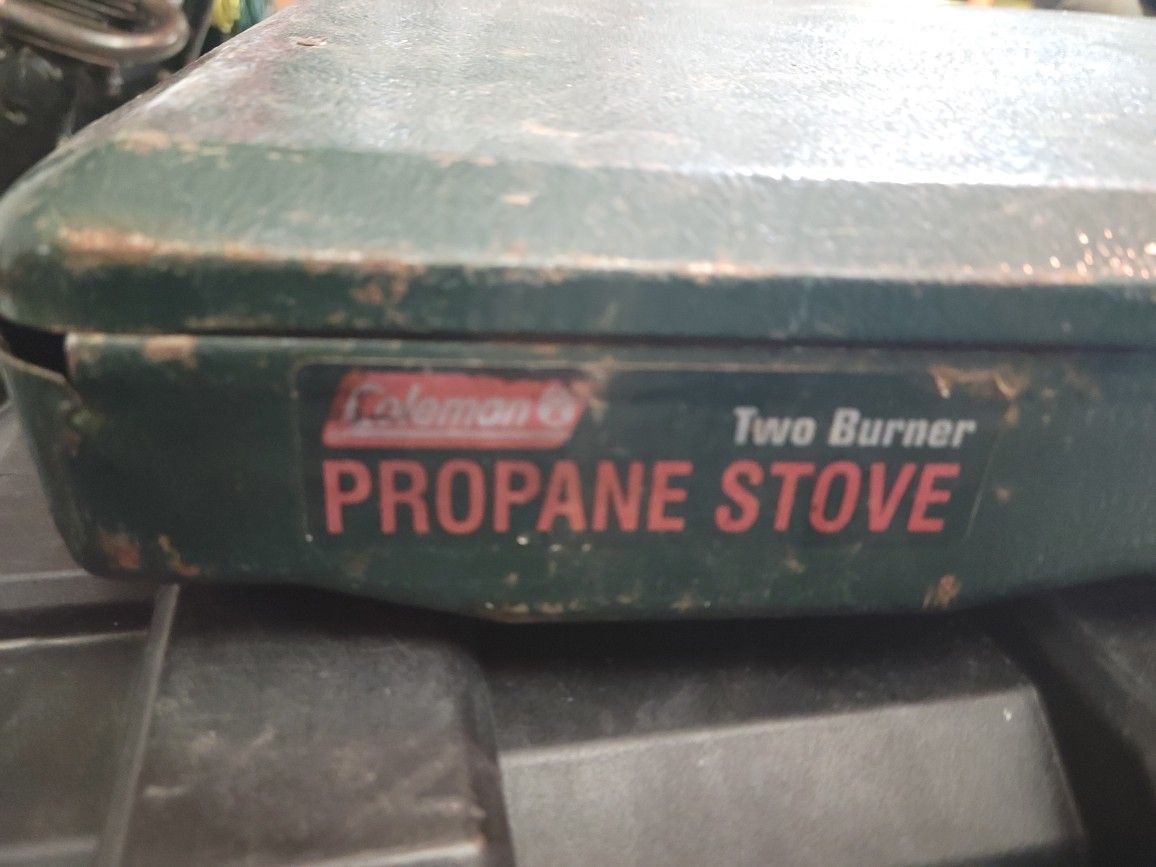 Coleman
Two Burner
PROPANE STOVE